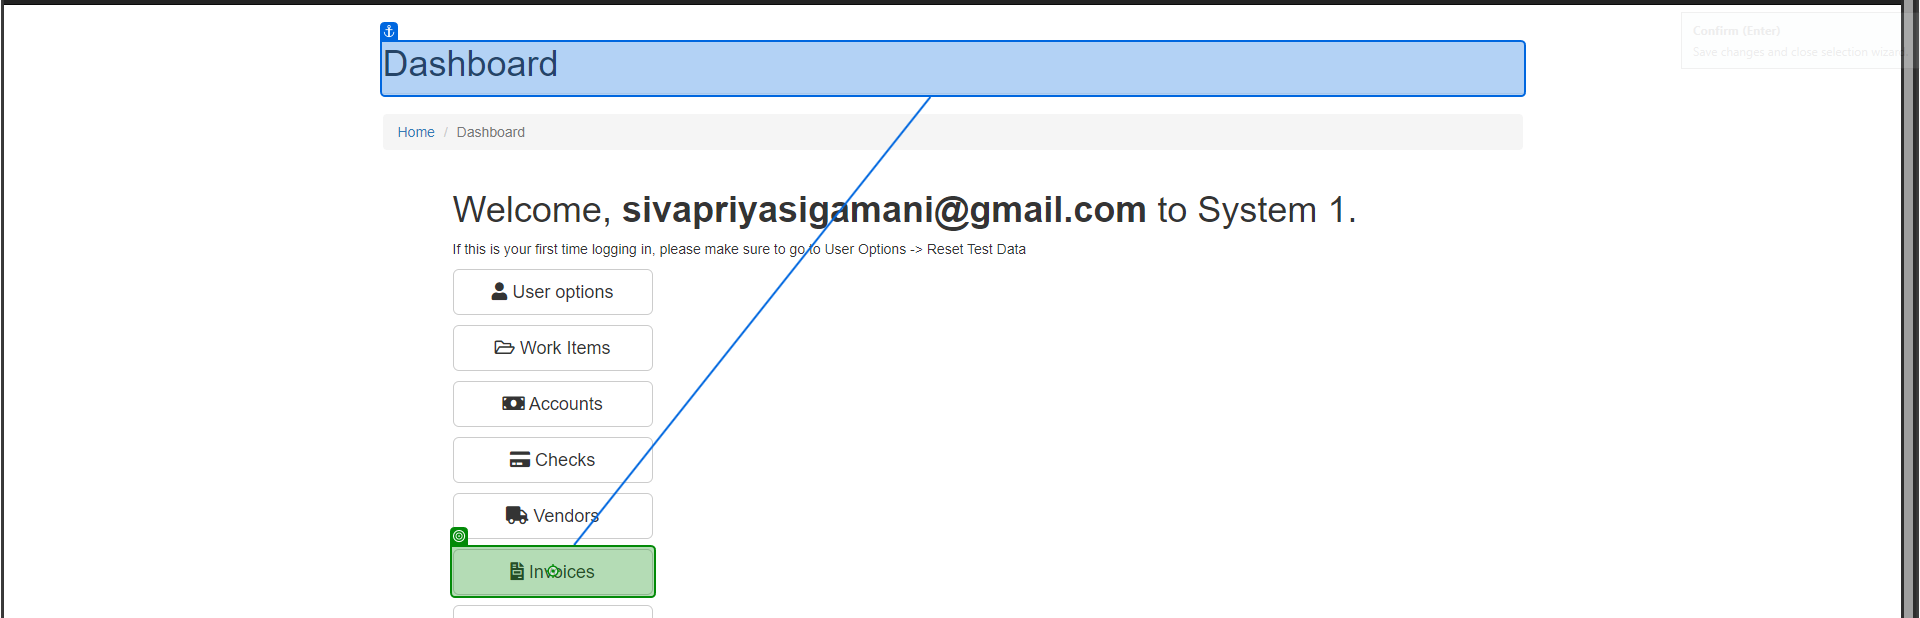 Confirm (Enter)
Save changes and close selection wizard
Dashboard
Home / Dashboard
Welcome, sivapriyasigamani@gmail.com to System 1.
If this is your first time logging in, please make sure to go to User Options -> Reset Test Data
User options
Work Items
Accounts
Checks
Vendors
Invoices